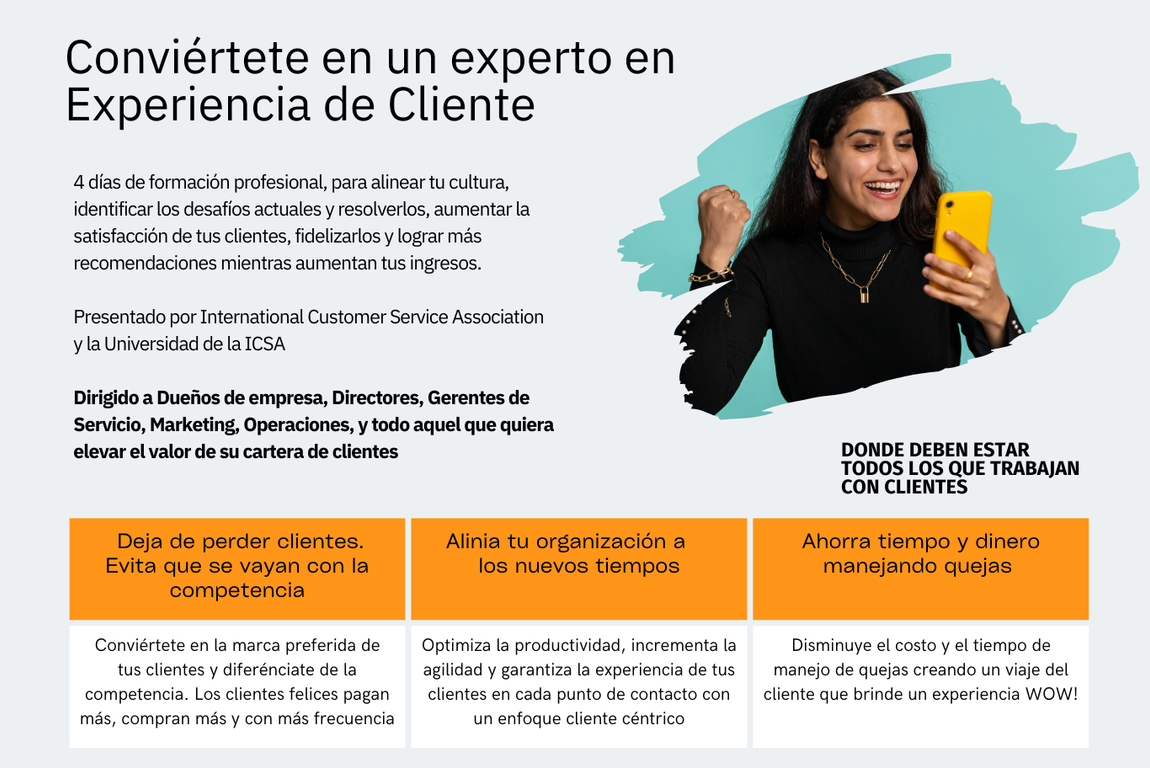 Conviértete en un experto en
Experiencia de Cliente
4 días de formación profesional, para alinear tu cultura,
identificar los desafíos actuales y resolverlos, aumentar la
satisfacción de tus clientes, fidelizarlos y lograr más
recomendaciones mientras aumentan tus ingresos.
Presentado por International Customer Service Association
y la Universidad de la ICSA
Dirigido a Dueños de empresa, Directores, Gerentes de
Servicio, Marketing, Operaciones, y todo aquel que quiera
elevar el valor de su cartera de clientes
DONDE DEBEN ESTAR
TODOS LOS QUE TRABAJAN
CON CLIENTES
Deja de perder clientes.
Evita que se vayan con la
competencia
Conviértete en la marca preferida de
tus clientes y diferénciate de la
competencia. Los clientes felices pagan
más, compran más y con más frecuencia
Alinia tu organización a
los nuevos tiempos
Optimiza la productividad, incrementa la
agilidad y garantiza la experiencia de tus
clientes en cada punto de contacto con
un enfoque cliente céntrico
Ahorra tiempo y dinero
manejando quejas
Disminuye el costo y el tiempo de
manejo de quejas creando un viaje del
cliente que brinde un experiencia WOW!